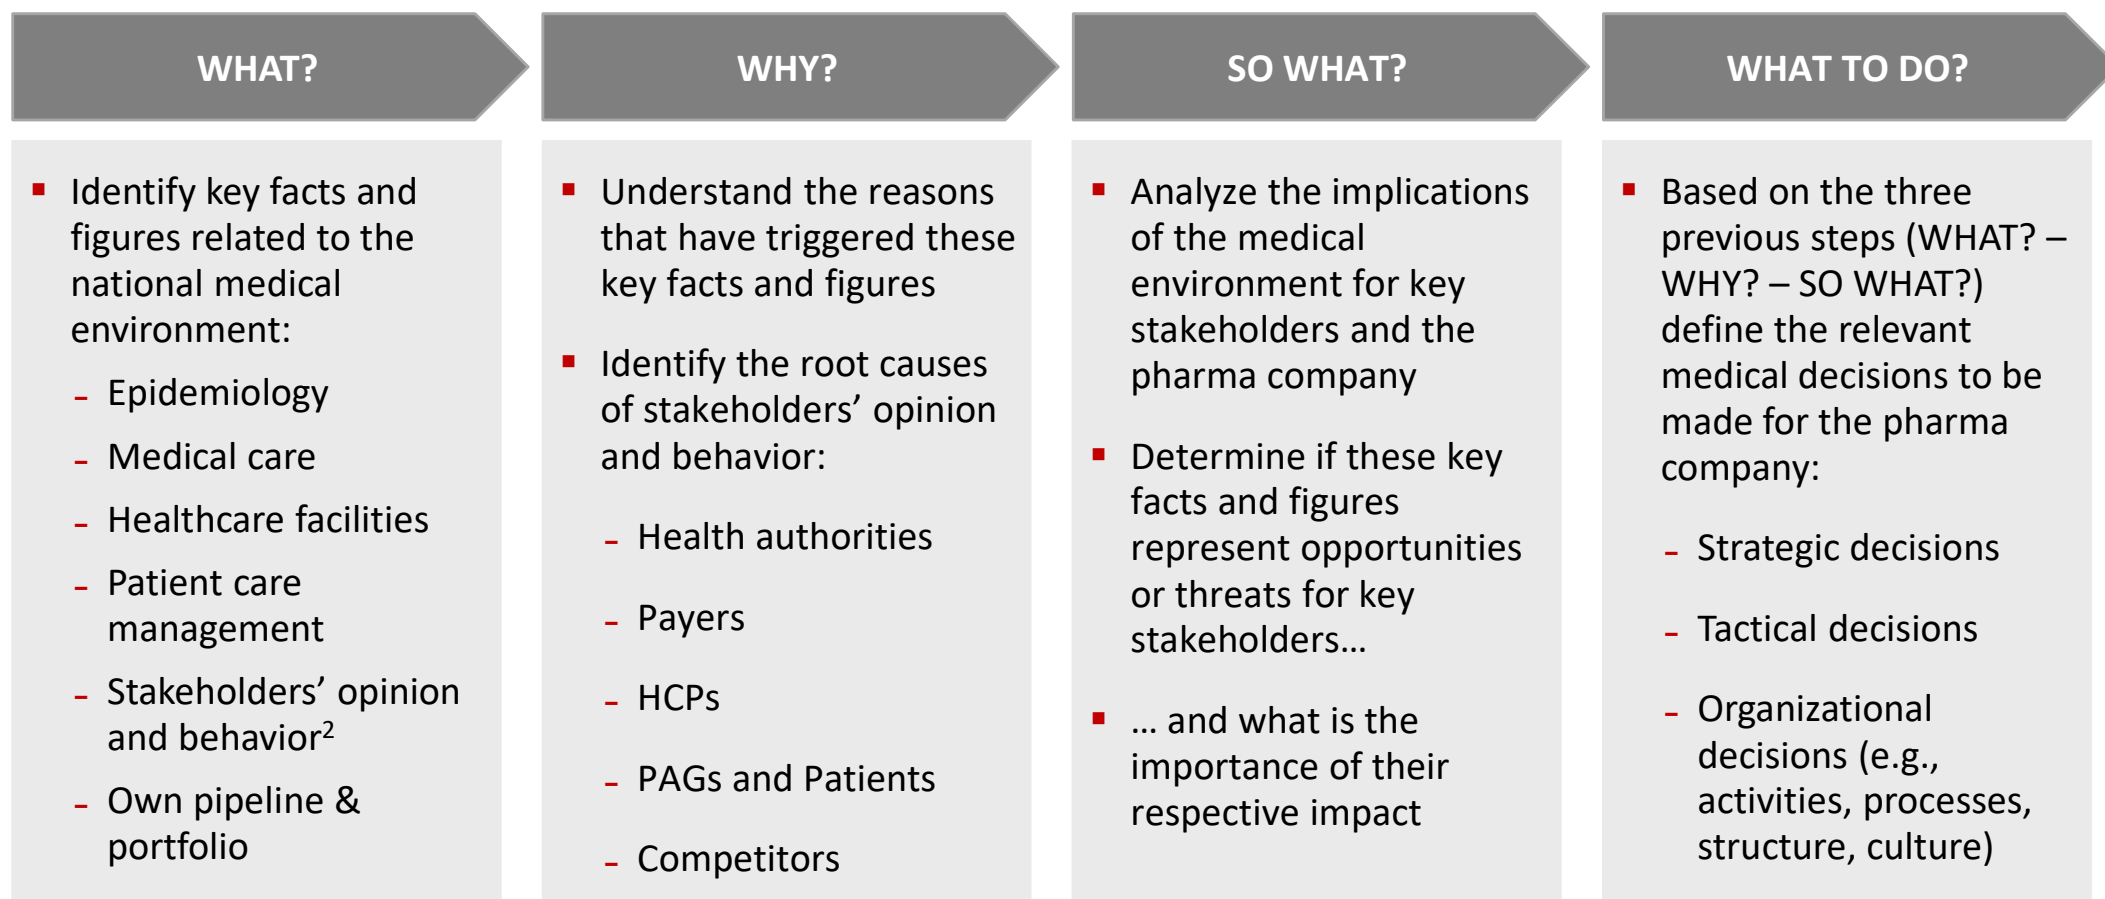 WHAT?
▪ Identify key facts and
figures related to the
national medical
environment:
- Epidemiology
- Medical care
- Healthcare facilities
- Patient care
management
- Stakeholders’ opinion
and behavior²
- Own pipeline &
portfolio
WHY?
▪ Understand the reasons
that have triggered these
key facts and figures
▪ Identify the root causes
of stakeholders’ opinion
and behavior:
- Health authorities
- Payers
- HCPs
- PAGs and Patients
- Competitors
SO WHAT?
▪ Analyze the implications
of the medical
environment for key
stakeholders and the
pharma company
▪ Determine if these key
facts and figures
represent opportunities
or threats for key
stakeholders…
▪ … and what is the
importance of their
respective impact
WHAT TO DO?
▪ Based on the three
previous steps (WHAT? –
WHY? – SO WHAT?)
define the relevant
medical decisions to be
made for the pharma
company:
- Strategic decisions
- Tactical decisions
- Organizational
decisions (e.g.,
activities, processes,
structure, culture)